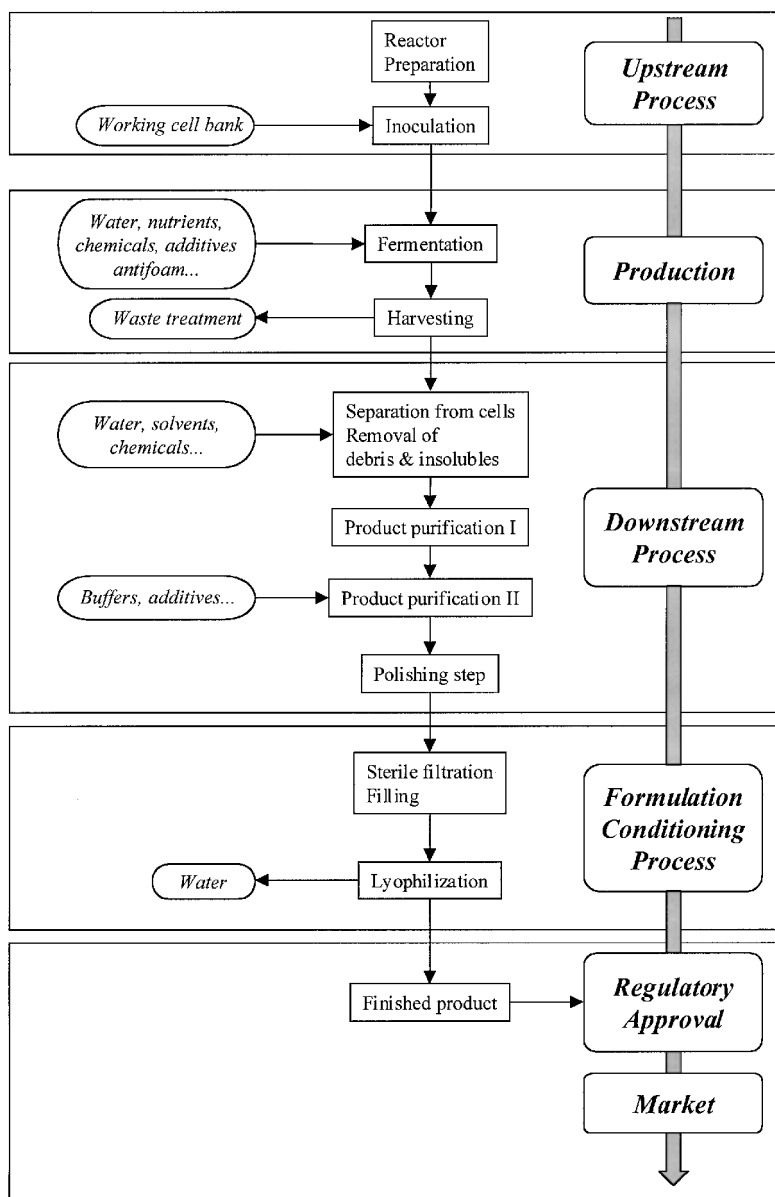 Reactor
Preparation
Upstream
Process
Working cell bank
Inoculation
Water, nutrients,
chemicals, additives
antifoam...
Fermentation
Production
Waste treatment
Harvesting
Water, solvents,
chemicals...
Separation from cells
Removal of
debris & insolubles
Product purification I
Downstream
Process
Buffers, additives...
Product purification II
Polishing step
Sterile filtration
Filling
Formulation
Conditioning
Process
Water
Lyophilization
Finished product
Regulatory
Approval
Market